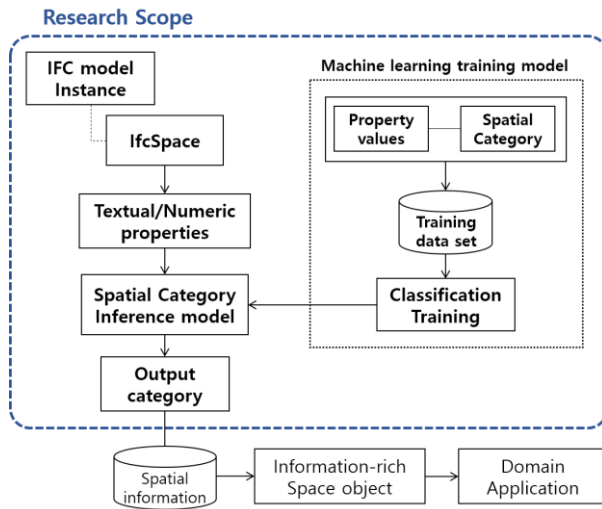 Research Scope
IFC model
Instance
IfcSpace
Textual/Numeric
properties
Spatial Category
Inference model
Output
category
Machine learning training model
Property
values
Spatial
Category
Training
data set
Classification
Training
Spatial
information
Information-rich
Space object
Domain
Application